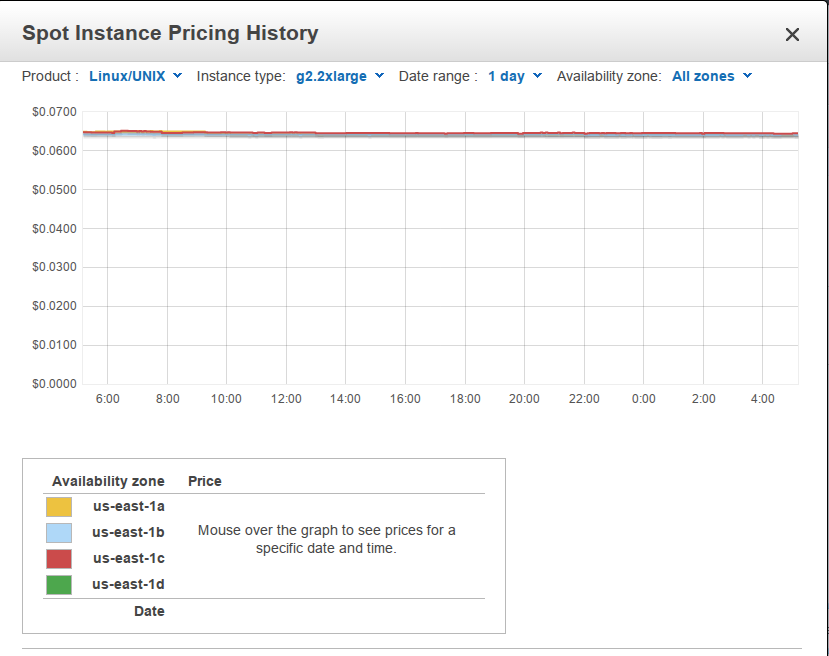 Spot Instance Pricing History
Product : Linux/UNIX Instance type: g2.2xlarge Date range : 1 day Availability zone: All zones
$0.0700
$0.0600
$0.0500
$0.0400
$0.0300
$0.0200
$0.0100
$0.0000
6:00 8:00 10:00 12:00 14:00 16:00 18:00 20:00 22:00 0:00 2:00 4:00
Availability zone Price
us-east-1a
us-east-1b
us-east-1c
us-east-1d
Mouse over the graph to see prices for a
specific date and time.
Date